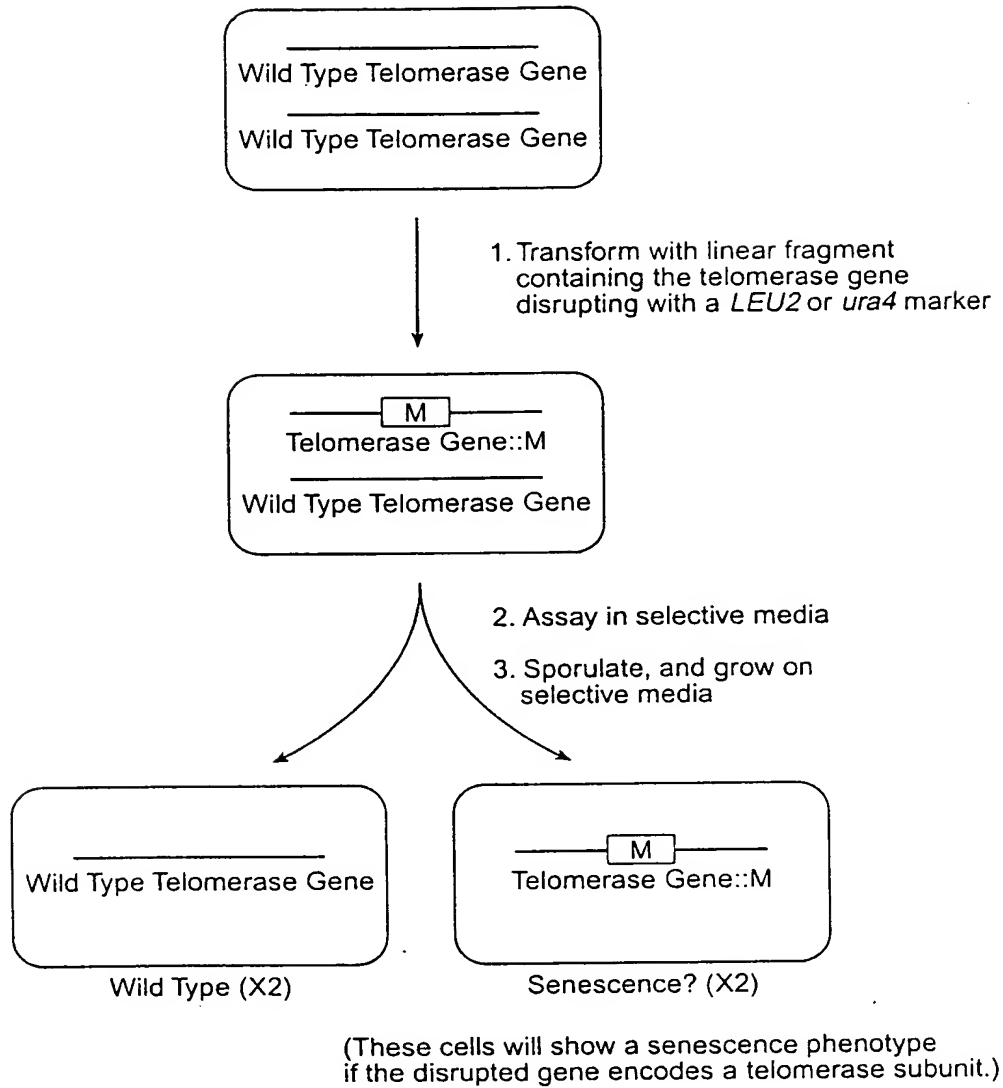 Wild Type Telomerase Gene
Wild Type Telomerase Gene
1. Transform with linear fragment
containing the telomerase gene
disrupting with a LEU2 or ura4 marker
M
Telomerase Gene::M
Wild Type Telomerase Gene
2. Assay in selective media
3. Sporulate, and grow on
selective media
Wild Type Telomerase Gene
Wild Type (X2)
M
Telomerase Gene::M
Senescence? (X2)
(These cells will show a senescence phenotype
if the disrupted gene encodes a telomerase subunit.)